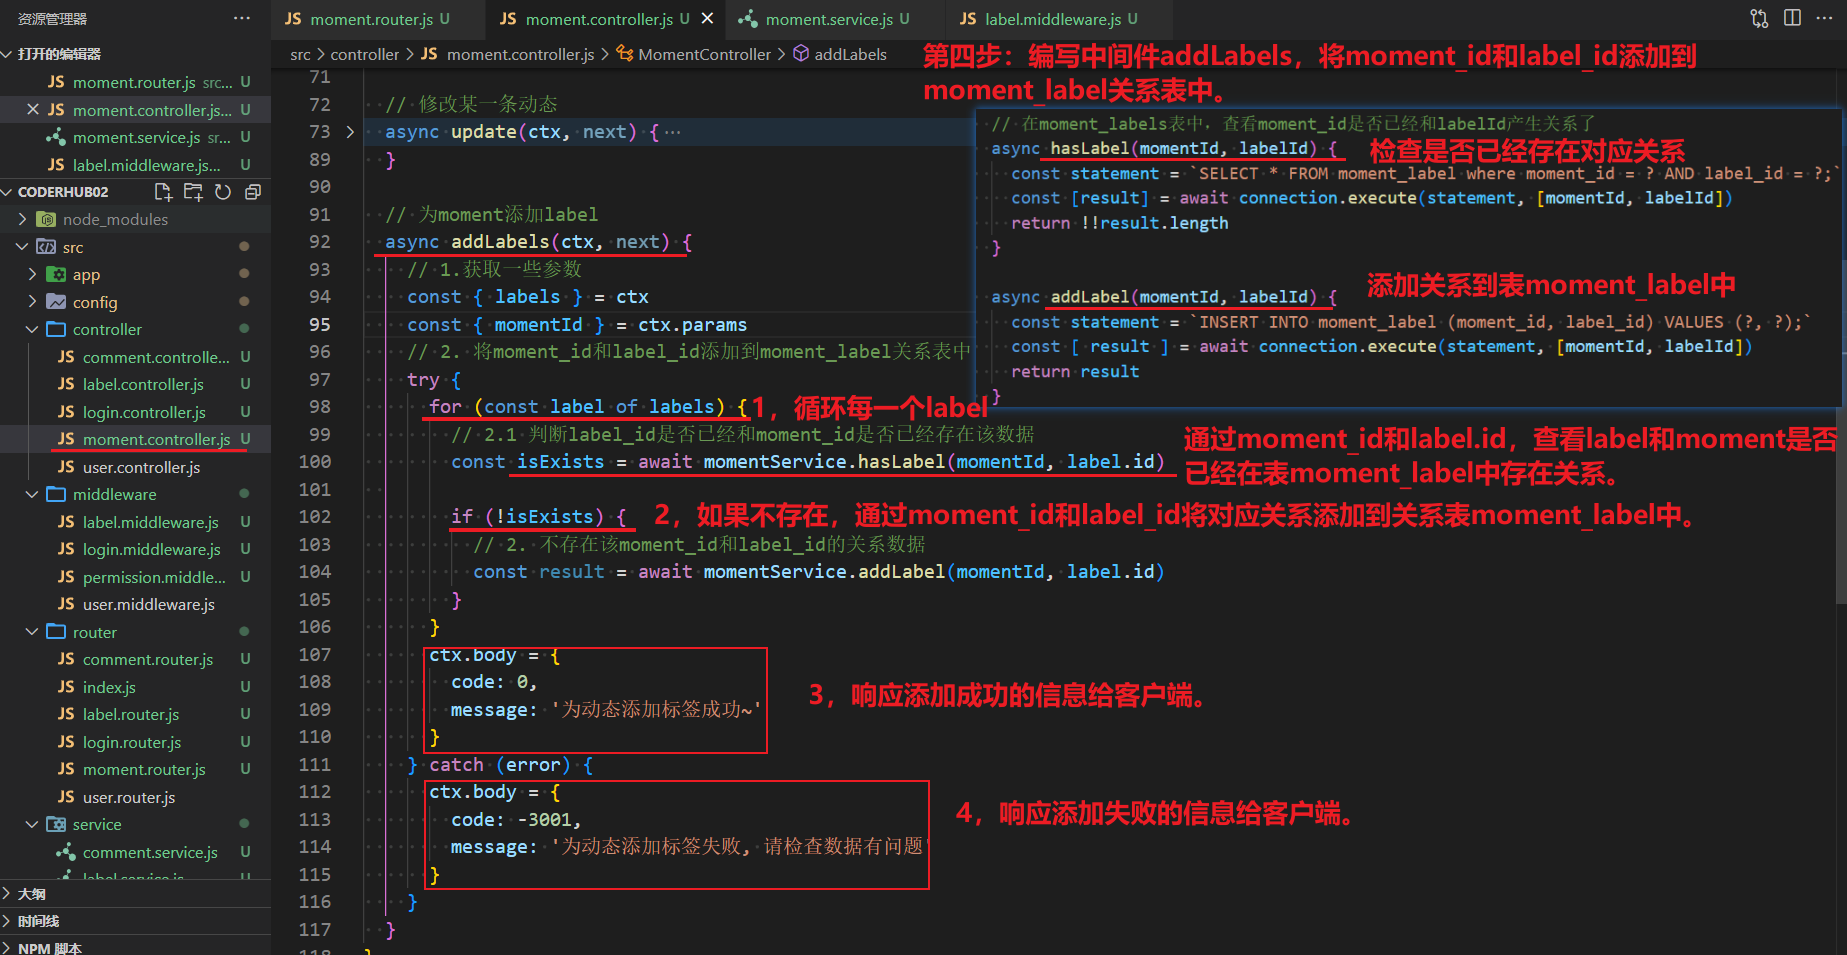 资源管理器
打开的编辑器
moment.router.js src... U
moment.controller.js... U
moment.service.js sr... U
label.middleware.js... U
CODERHUB02
node_modules
src
app
config
controller
comment.controlle... U
label.controller.js U
login.controller.js U
moment.controller.js U
user.controller.js
middleware
label.middleware.js U
login.middleware.js U
permission.middle... U
user.middleware.js
router
comment.router.js U
index.js U
label.router.js U
login.router.js U
moment.router.js U
user.router.js
service
comment.service.js U
label.service.js U
大纲
时间线
NPM 脚本
JS moment.router.js U
JS moment.controller.js U
moment.service.js U
JS label.middleware.js U
src > controller > JS moment.controller.js > MomentController > addLabels
第四步：编写中间件addLabels，将moment_id和label_id添加到
moment_label关系表中。
71
72 // 修改某一条动态
73 async update(ctx, next) {…
89 }
90
91 // 为moment添加label
92 async addLabels(ctx, next) {
93 // 1.获取一些参数
94 const { labels } = ctx
95 const { momentId } = ctx.params
96 // 2. 将moment_id和label_id添加到moment_label关系表中
97 try {
98 for (const label of labels) {
1，循环每一个label
99 // 2.1 判断label_id是否已经和moment_id是否已经存在该数据
100 const isExists = await momentService.hasLabel(momentId, label.id)
通过moment_id和label.id，查看label和moment是否
已经在表moment_label中存在关系。
101
102 if (!isExists) {
2，如果不存在，通过moment_id和label_id将对应关系添加到关系表moment_label中。
103 // 2. 不存在该moment_id和label_id的关系数据
104 const result = await momentService.addLabel(momentId, label.id)
105 }
106 }
107 ctx.body = {
108 code: 0,
109 message: '为动态添加标签成功~'
110 }
3，响应添加成功的信息给客户端。
111 } catch (error) {
112 ctx.body = {
113 code: -3001,
114 message: '为动态添加标签失败, 请检查数据有问题'
115 }
4，响应添加失败的信息给客户端。
116 }
117 }
118 }
// 在moment_labels表中，查看moment_id是否已经和labelId产生关系了
async hasLabel(momentId, labelId) {
检查是否已经存在对应关系
const statement = `SELECT * FROM moment_label where moment_id = ? AND label_id = ?;`
const [result] = await connection.execute(statement, [momentId, labelId])
return !!result.length
}
添加关系到表moment_label中
async addLabel(momentId, labelId) {
const statement = `INSERT INTO moment_label (moment_id, label_id) VALUES (?, ?);`
const [ result ] = await connection.execute(statement, [momentId, labelId])
return result
}